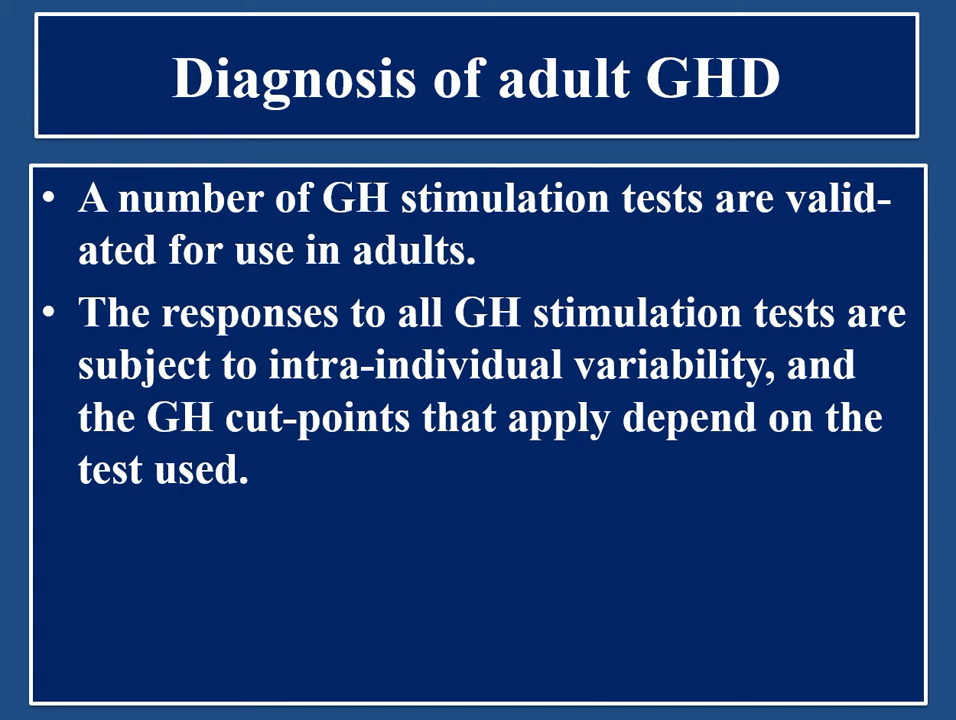 Diagnosis of adult GHD
• A number of GH stimulation tests are valid-
ated for use in adults.
• The responses to all GH stimulation tests are
subject to intra-individual variability, and
the GH cut-points that apply depend on the
test used.